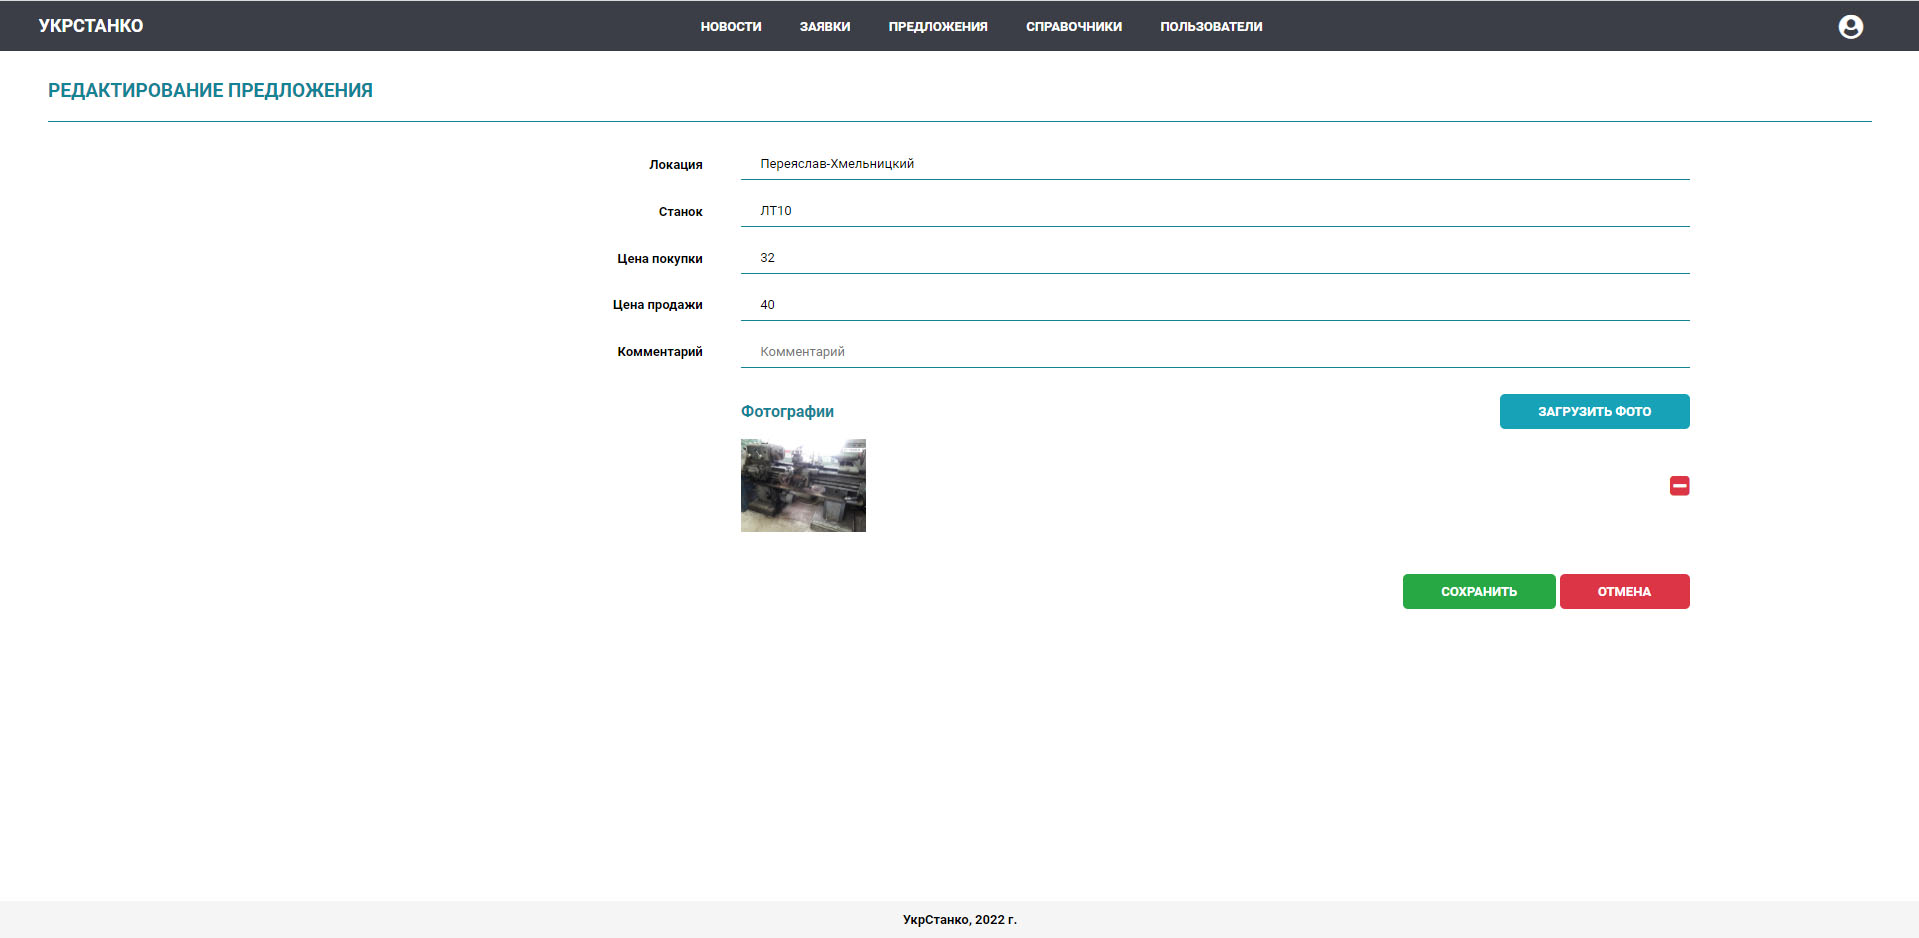 УКРСТАНКО
НОВОСТИ ЗАЯВКИ ПРЕДЛОЖЕНИЯ СПРАВОЧНИКИ ПОЛЬЗОВАТЕЛИ
РЕДАКТИРОВАНИЕ ПРЕДЛОЖЕНИЯ
Локация Переяслав-Хмельницкий
Станок ЛТ10
Цена покупки 32
Цена продажи 40
Комментарий Комментарий
Фотографии ЗАГРУЗИТЬ ФОТО
СОХРАНИТЬ ОТМЕНА
УкрСтанко, 2022 г.